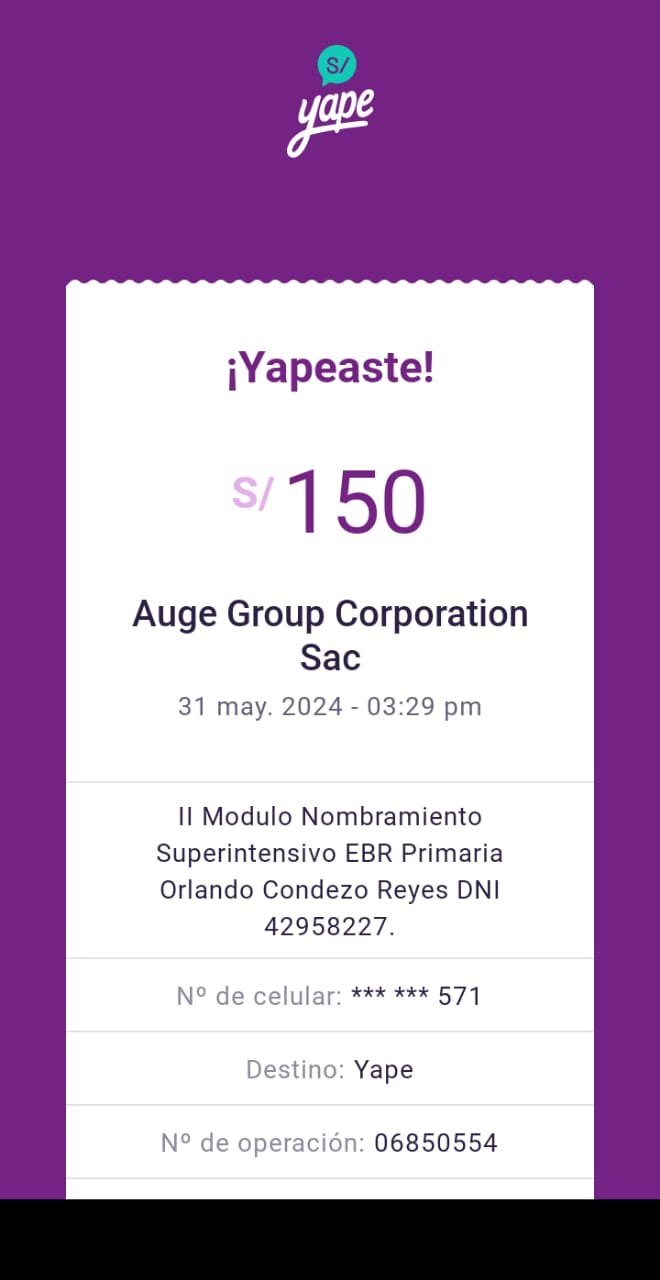 S/
yape
¡Yapeaste!
S/ 150
Auge Group Corporation
Sac
31 may. 2024 - 03:29 pm
II Modulo Nombramiento
Superintensivo EBR Primaria
Orlando Condezo Reyes DNI
42958227.
Nº de celular: *** *** 571
Destino: Yape
Nº de operación: 06850554